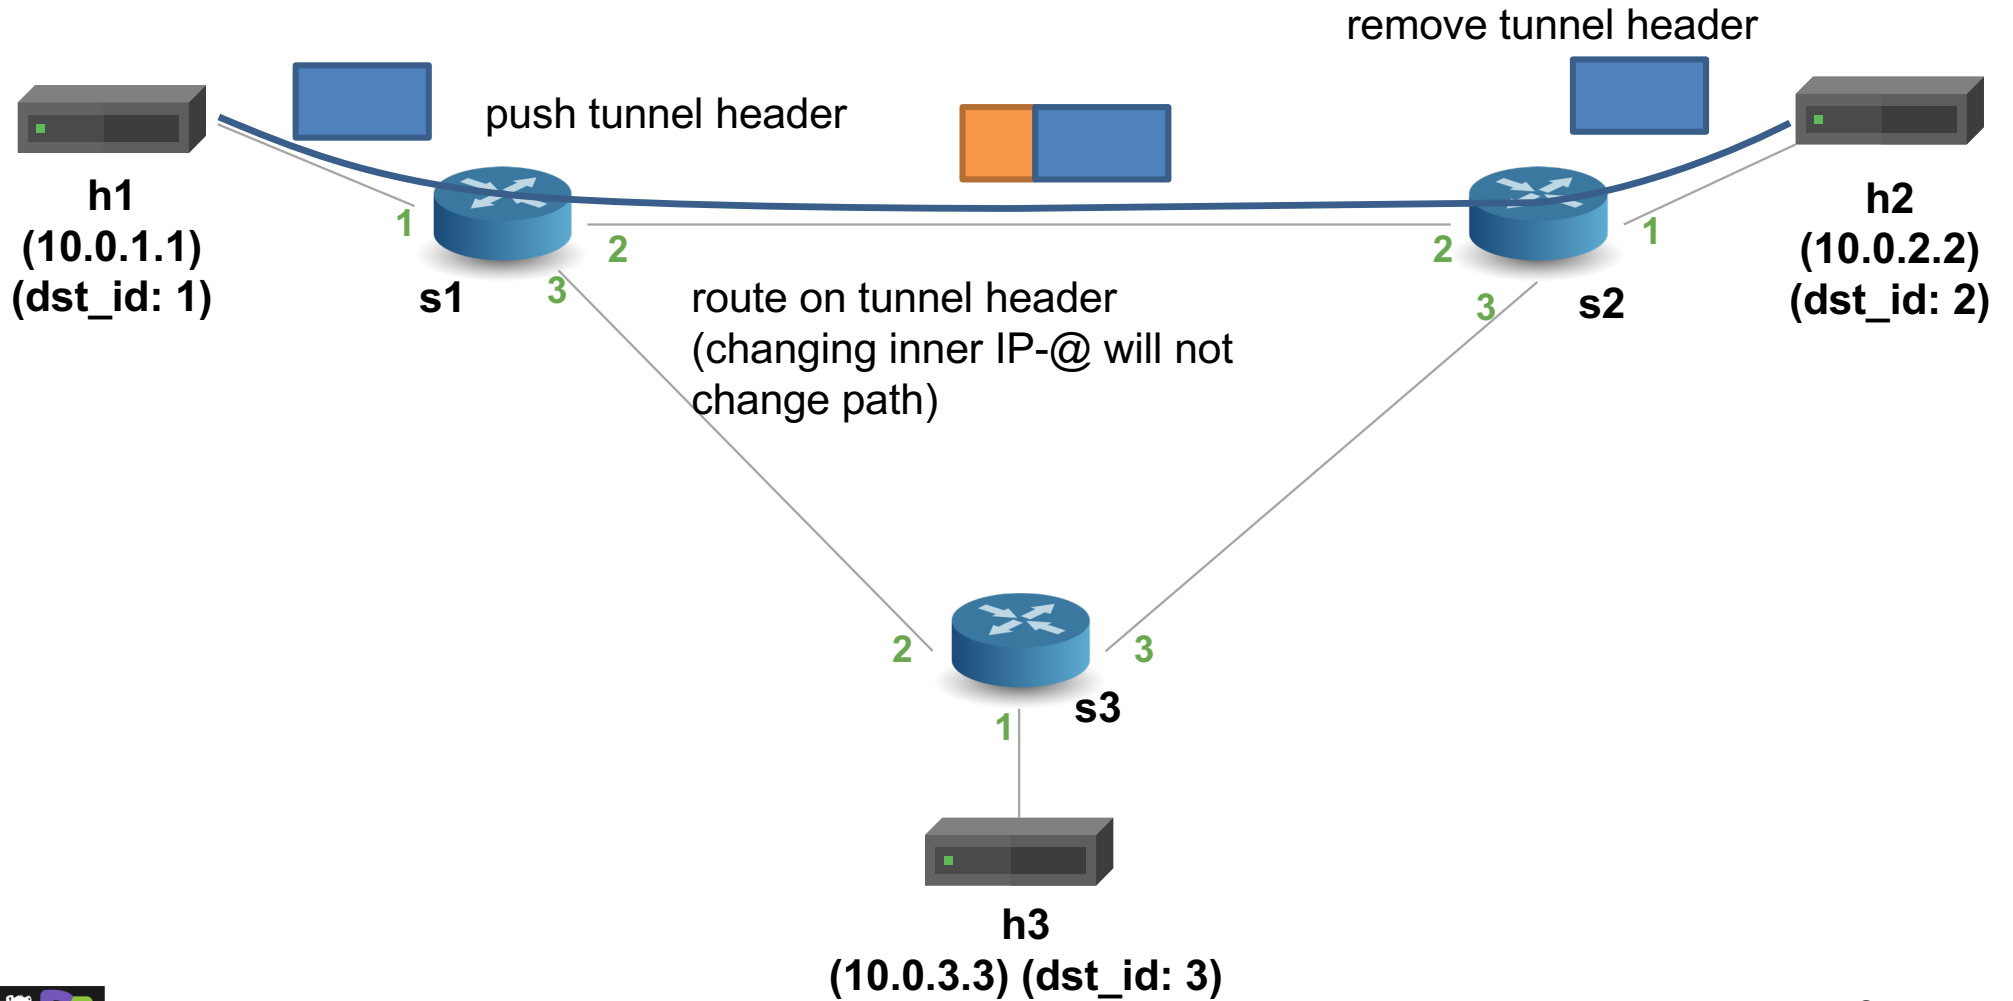 remove tunnel header
push tunnel header
h1
(10.0.1.1)
(dst_id: 1)
1
s1
2
3
route on tunnel header
(changing inner IP-@ will not
change path)
2
3
s2
1
h2
(10.0.2.2)
(dst_id: 2)
2
3
s3
1
h3
(10.0.3.3) (dst_id: 3)